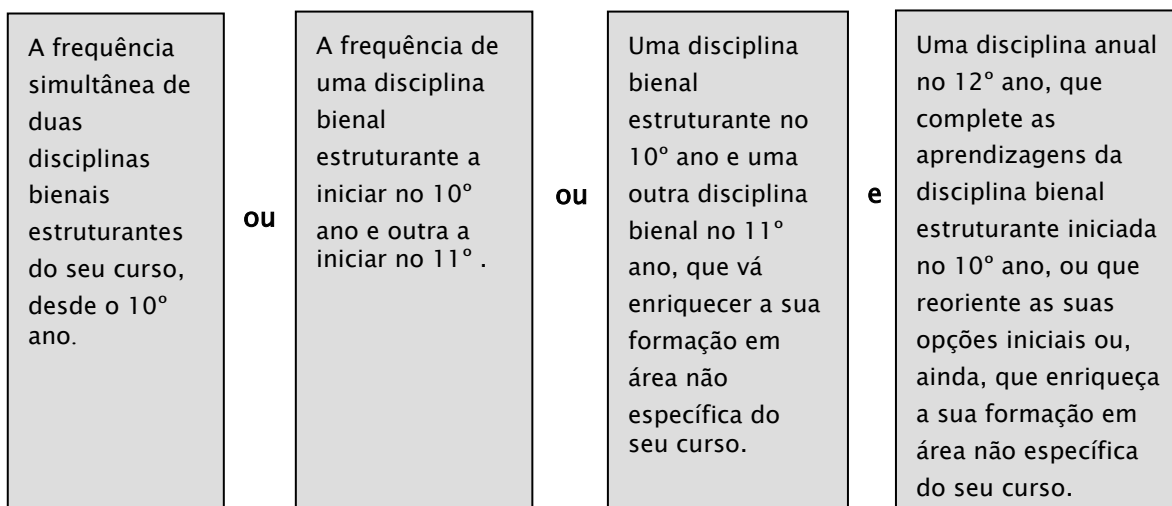 A frequência
simultânea de
duas
disciplinas
bienais
estruturantes
do seu curso,
desde o 10º
ano.
ou
A frequência de
uma disciplina
bienal
estruturante a
iniciar no 10º
ano e outra a
iniciar no 11º .
ou
Uma disciplina
bienal
estruturante no
10º ano e uma
outra disciplina
bienal no 11º
ano, que vá
enriquecer a sua
formação em
área não
específica do
seu curso.
e
Uma disciplina anual
no 12º ano, que
complete as
aprendizagens da
disciplina bienal
estruturante iniciada
no 10º ano, ou que
reoriente as suas
opções iniciais ou,
ainda, que enriqueça
a sua formação em
área não específica
do seu curso.